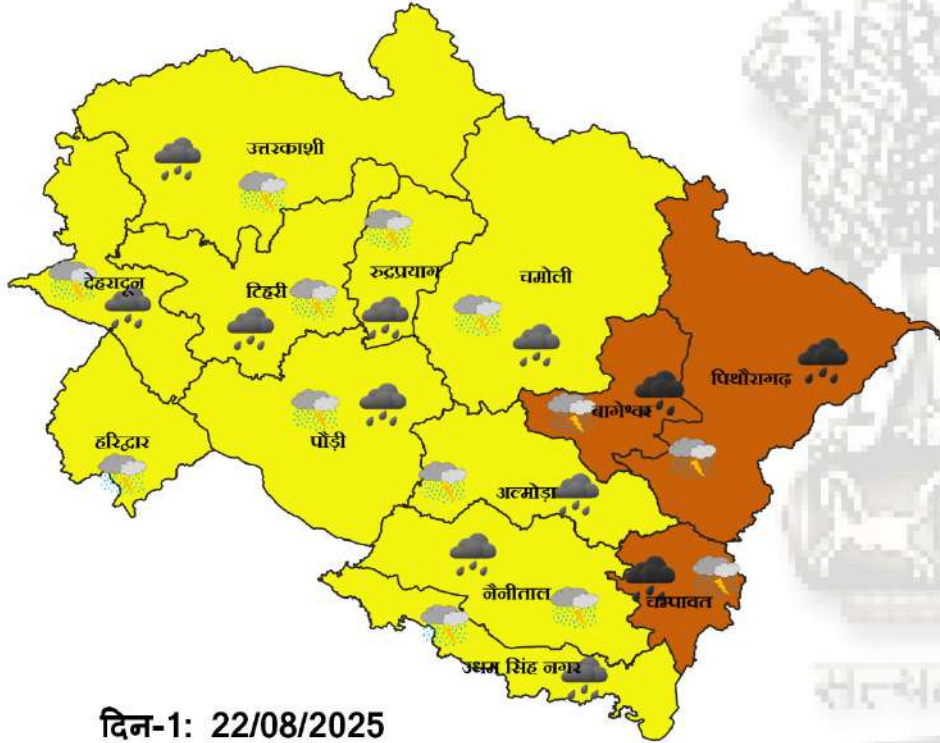 उत्तरकाशी
देहरादून
टिहरी
रुद्रप्रयाग
चमोली
पिथौरागढ़
बागेश्वर
हरिद्वार
पौड़ी
अल्मोड़ा
नैनीताल
चम्पावत
उधम सिंह नगर
दिन-1: 22/08/2025